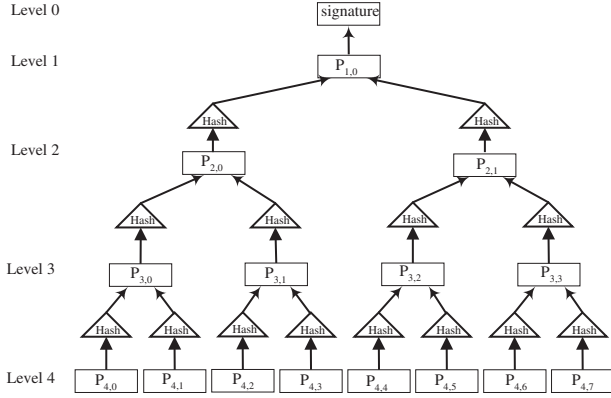 Level 0 signature
Level 1 P1,0
Hash Hash
Level 2 P2,0 P2,1
Hash Hash Hash Hash
Level 3 P3,0 P3,1 P3,2 P3,3
Hash Hash Hash Hash Hash Hash Hash Hash
Level 4 P4,0 P4,1 P4,2 P4,3 P4,4 P4,5 P4,6 P4,7